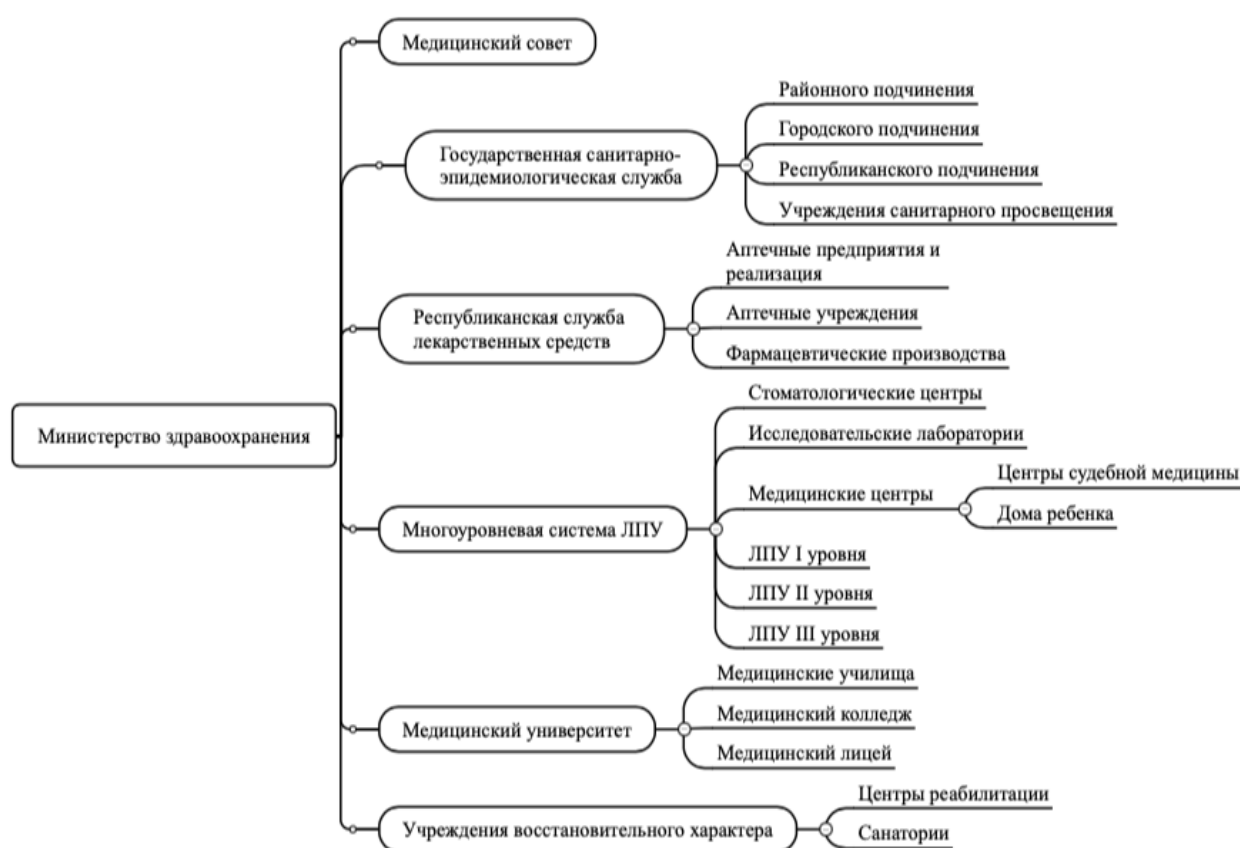 Министерство здравоохранения
Медицинский совет
Государственная санитарно-
эпидемиологическая служба
Районного подчинения
Городского подчинения
Республиканского подчинения
Учреждения санитарного просвещения
Республиканская служба
лекарственных средств
Аптечные предприятия и
реализация
Аптечные учреждения
Фармацевтические производства
Многоуровневая система ЛПУ
Стоматологические центры
Исследовательские лаборатории
Медицинские центры
Центры судебной медицины
Дома ребенка
ЛПУ I уровня
ЛПУ II уровня
ЛПУ III уровня
Медицинский университет
Медицинские училища
Медицинский колледж
Медицинский лицей
Учреждения восстановительного характера
Центры реабилитации
Санатории